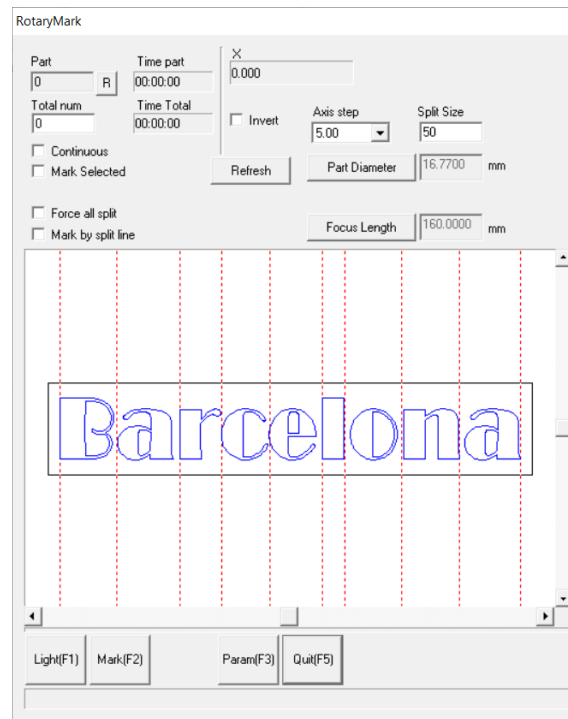 RotaryMark
Part Time part X
0 R 00:00:00 0.000
Total num Time Total
0 00:00:00 Invert Axis step Split Size
5.00 50
Continuous
Mark Selected Refresh Part Diameter 16.7700 mm
Force all split
Mark by split line Focus Length 160.0000 mm
Barcelona
Light(F1) Mark(F2) Param(F3) Quit(F5)